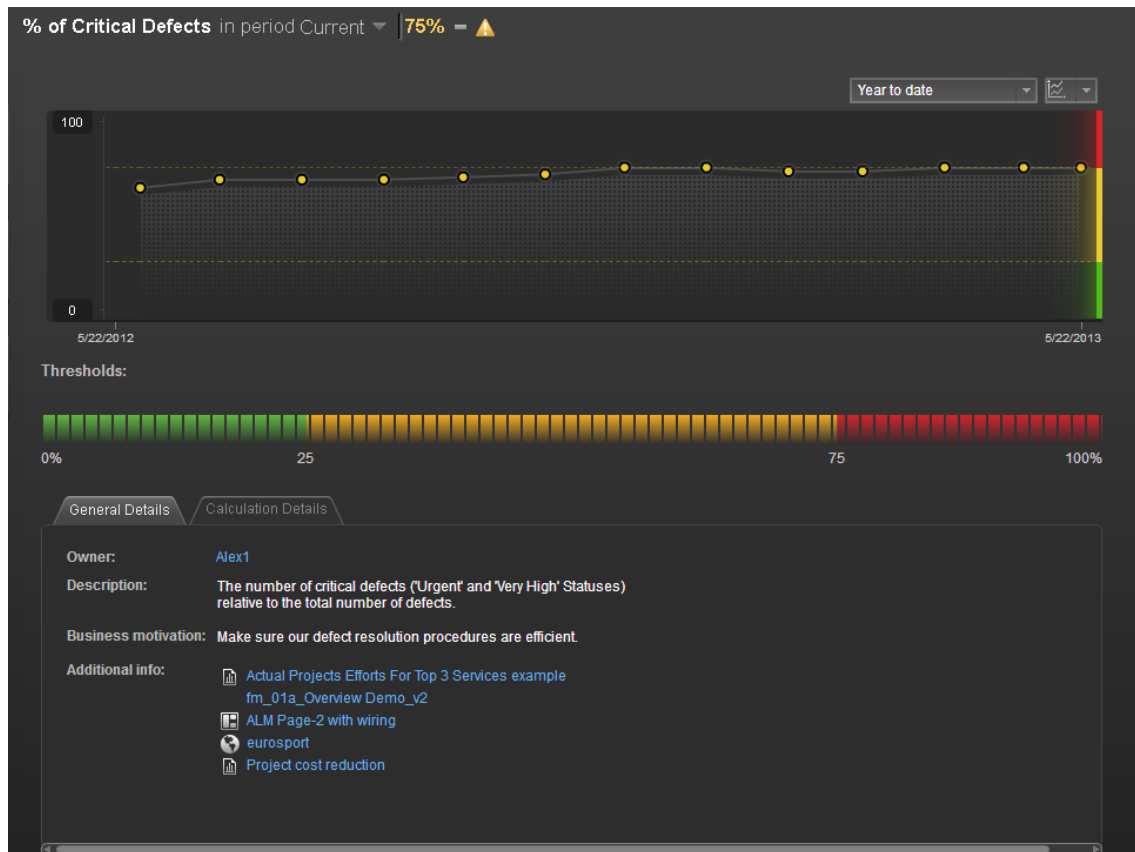 % of Critical Defects in period Current 75%
Year to date
100
0
5/22/2012 5/22/2013
Thresholds:
0% 25 75 100%
General Details Calculation Details
Owner: Alex1
Description: The number of critical defects ('Urgent' and 'Very High' Statuses)
relative to the total number of defects.
Business motivation: Make sure our defect resolution procedures are efficient.
Additional info: Actual Projects Efforts For Top 3 Services example
fm_01a_Overview Demo_v2
ALM Page-2 with wiring
eurosport
Project cost reduction